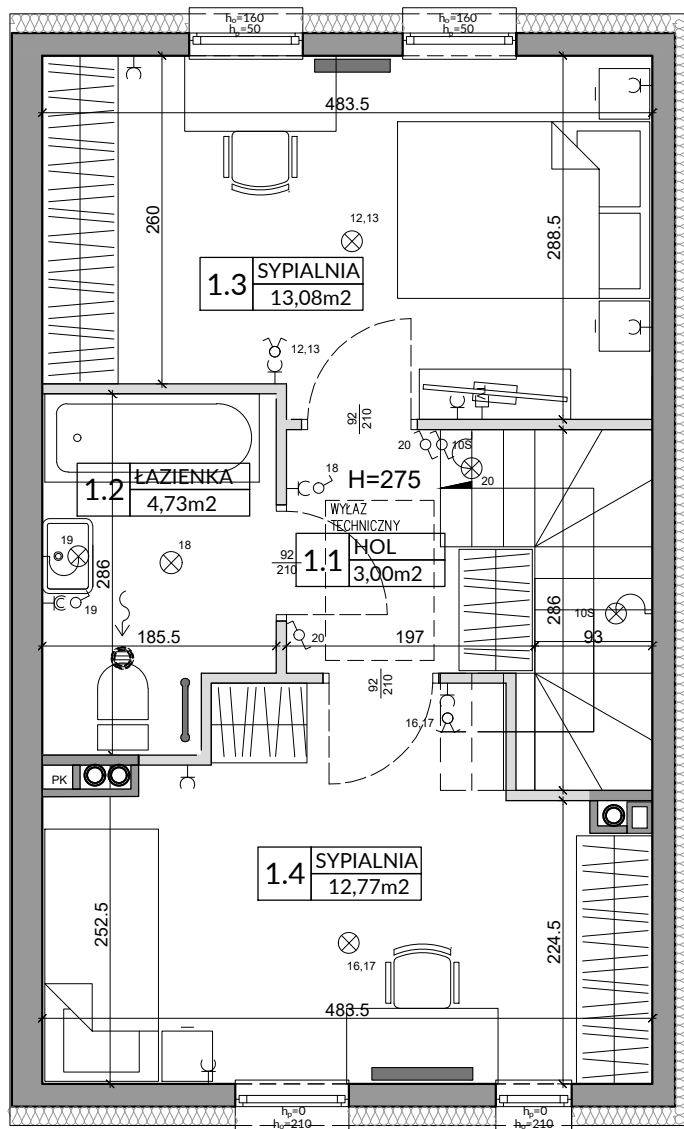 ho=160
hp=50
ho=160
hp=50
483.5
260
288.5
12,13
1.3
SYPIALNIA
13,08m2
12,13
92
210
20
10S
18
H=275
20
1.2
ŁAZIENKA
4,73m2
WYŁAZ
TECHNICZNY
1.1
HOL
3,00m2
19
18
92
210
286
19
286
10S
20
185.5
197
93
92
210
16,17
PK
1.4
SYPIALNIA
12,77m2
252.5
224.5
16,17
483.5
hp=0
ho=210
hp=0
ho=210